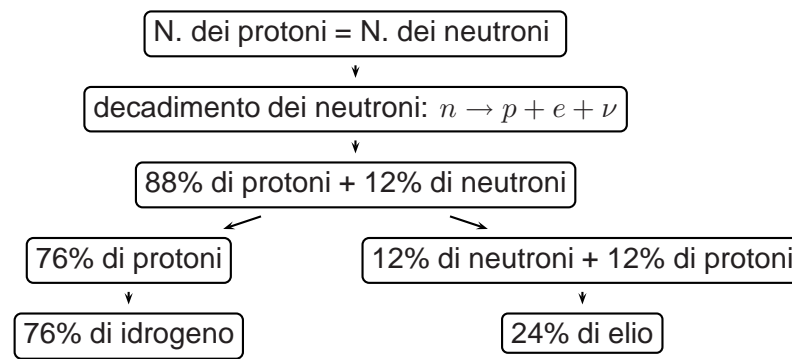 N. dei protoni = N. dei neutroni
decadimento dei neutroni: n → p + e + ν
88% di protoni + 12% di neutroni
76% di protoni
12% di neutroni + 12% di protoni
76% di idrogeno
24% di elio